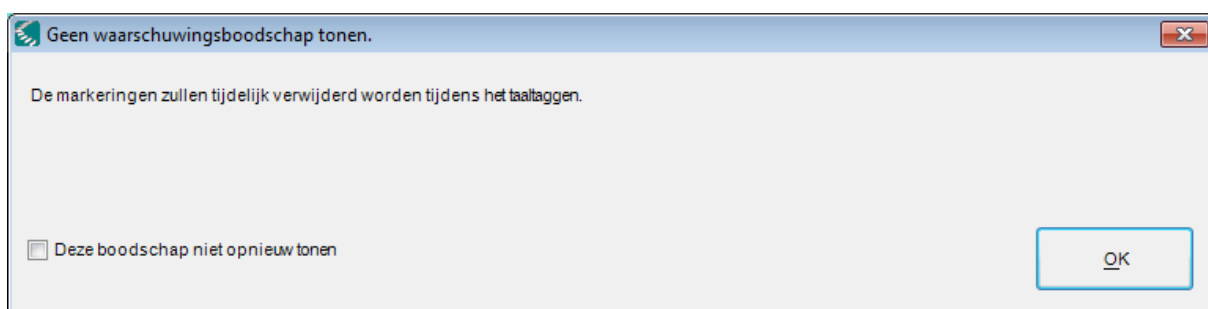 Geen waarschuwingsboodschap tonen.
De markeringen zullen tijdelijk verwijderd worden tijdens het taaltaggen.
Deze boodschap niet opnieuw tonen
OK